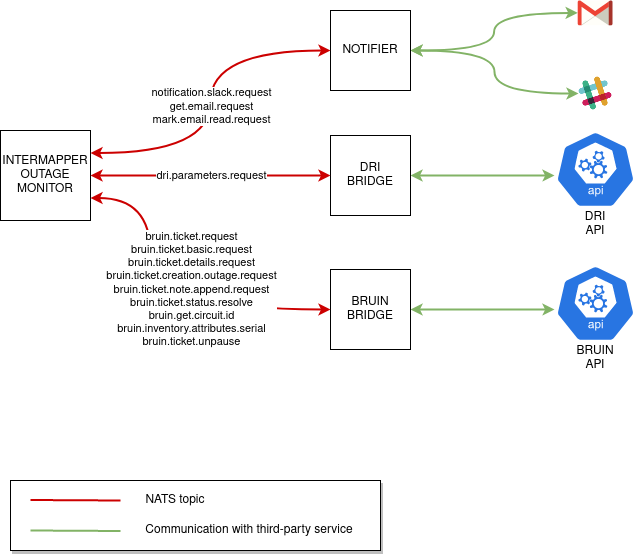 NOTIFIER
notification.slack.request
get.email.request
mark.email.read.request
INTERMAPPER
OUTAGE
MONITOR
dri.parameters.request
DRI
BRIDGE
api
DRI
API
bruin.ticket.request
bruin.ticket.basic.request
bruin.ticket.details.request
bruin.ticket.creation.outage.request
bruin.ticket.note.append.request
bruin.ticket.status.resolve
bruin.get.circuit.id
bruin.inventory.attributes.serial
bruin.ticket.unpause
BRUIN
BRIDGE
api
BRUIN
API
NATS topic
Communication with third-party service